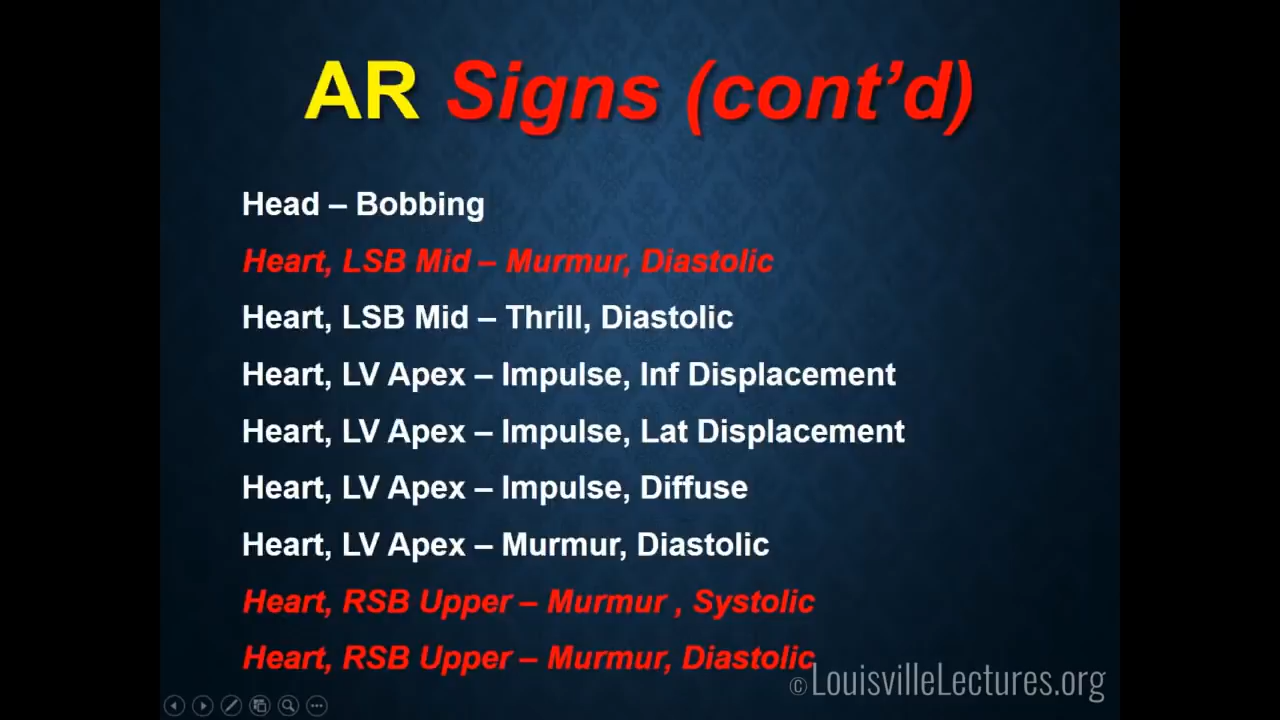 AR Signs (cont’d)
Head – Bobbing
Heart, LSB Mid – Murmur, Diastolic
Heart, LSB Mid – Thrill, Diastolic
Heart, LV Apex – Impulse, Inf Displacement
Heart, LV Apex – Impulse, Lat Displacement
Heart, LV Apex – Impulse, Diffuse
Heart, LV Apex – Murmur, Diastolic
Heart, RSB Upper – Murmur , Systolic
Heart, RSB Upper – Murmur, Diastolic
© LouisvilleLectures.org